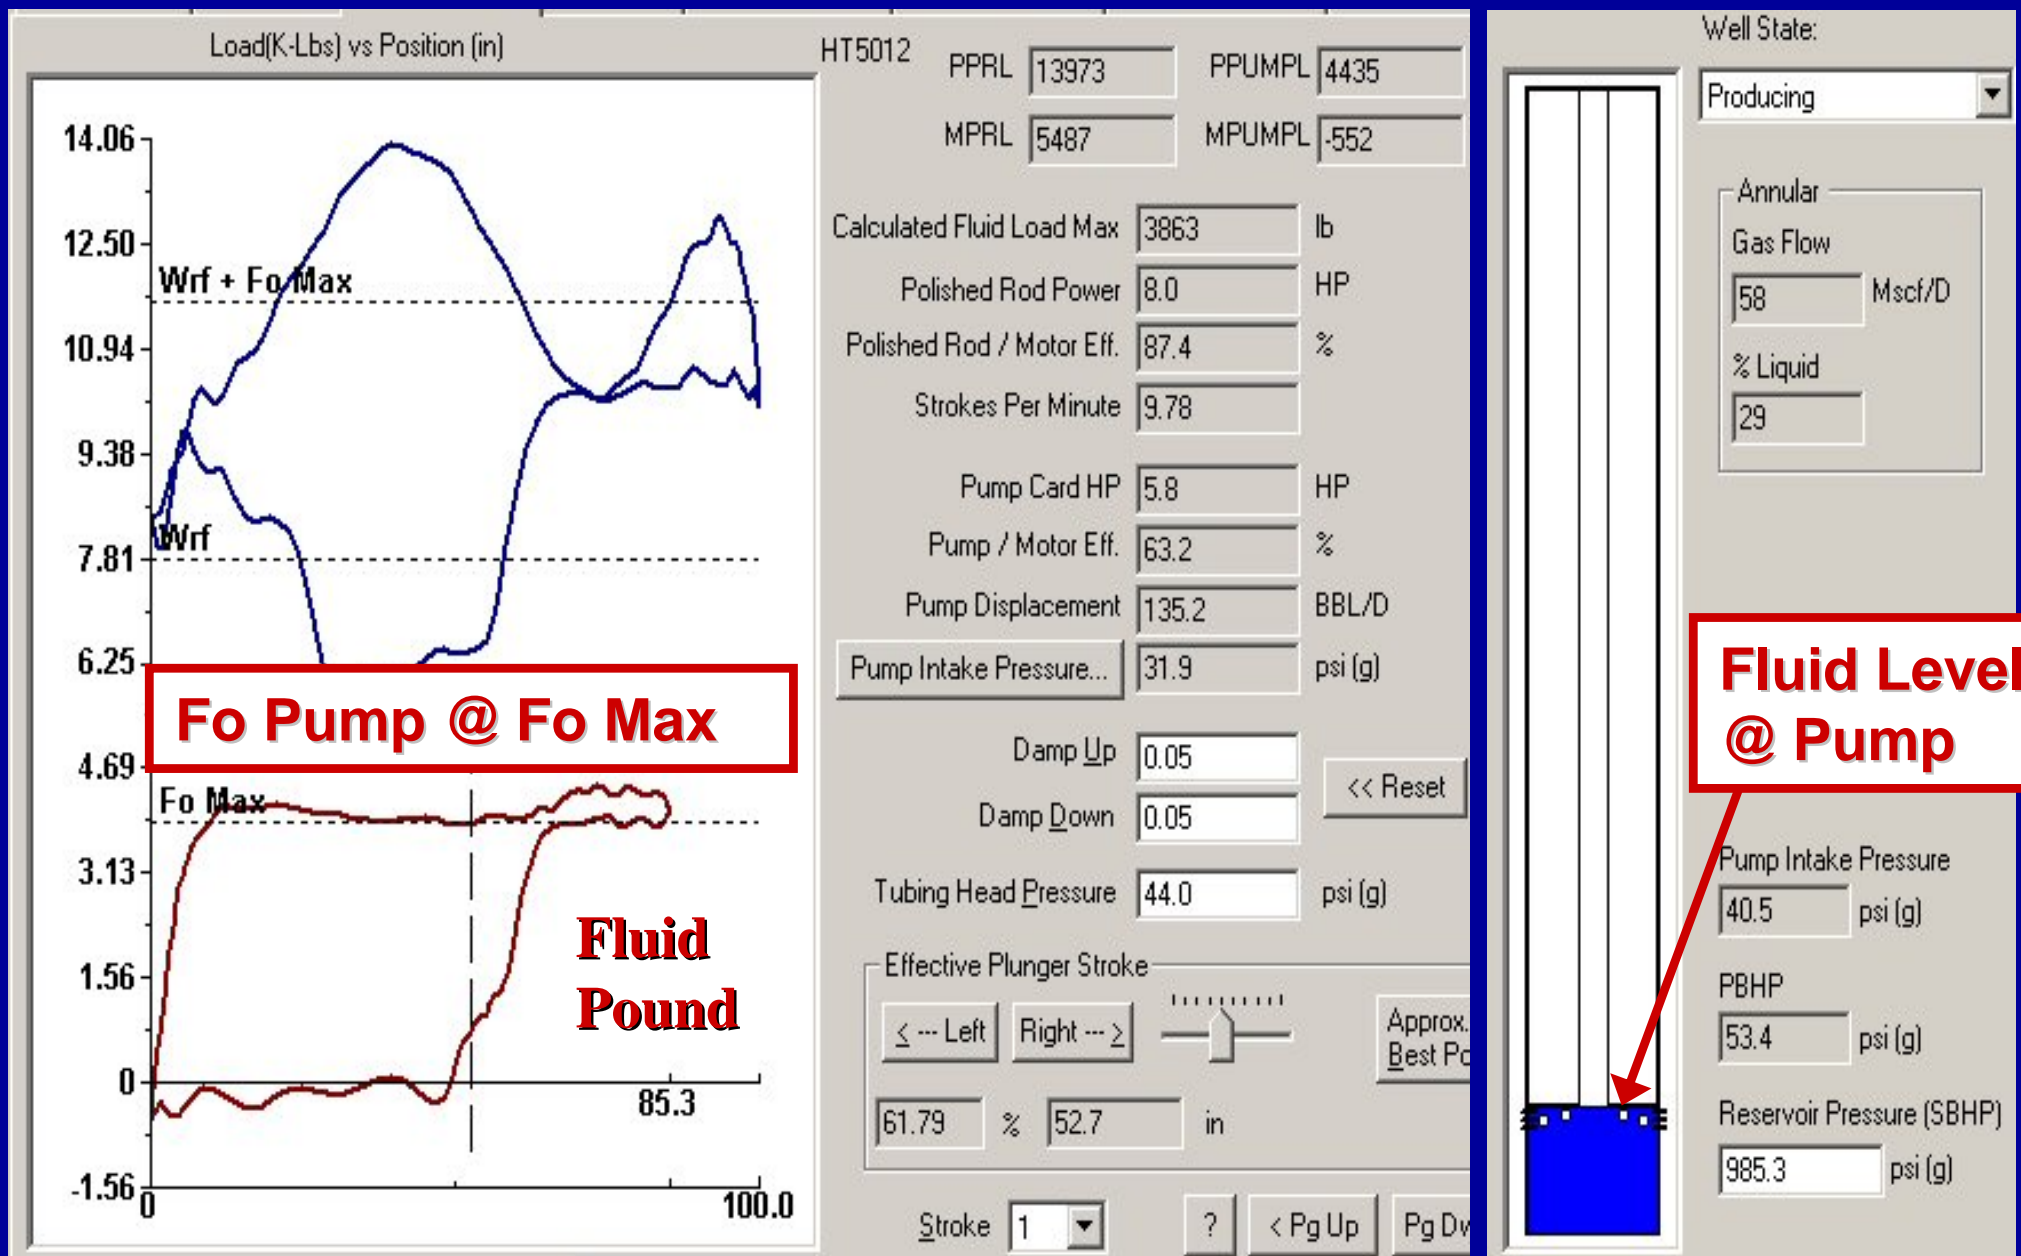 Load(K-Lbs) vs Position (in)
14.06
12.50
10.94
9.38
7.81
6.25
4.69
3.13
1.56
0
-1.56
Wrf + Fo Max
Wrf
Fo Pump @ Fo Max
Fo Max
Fluid
Pound
85.3
0
100.0
HT5012
PPRL 13973 PPUMPL 4435
MPRL 5487 MPUMPL -552
Calculated Fluid Load Max 3863 lb
Polished Rod Power 8.0 HP
Polished Rod / Motor Eff. 87.4 %
Strokes Per Minute 9.78
Pump Card HP 5.8 HP
Pump / Motor Eff. 63.2 %
Pump Displacement 135.2 BBL/D
Pump Intake Pressure... 31.9 psi (g)
Damp Up 0.05
<< Reset
Damp Down 0.05
Tubing Head Pressure 44.0 psi (g)
Effective Plunger Stroke
< --- Left Right --- >
Approx.
Best Po
61.79 % 52.7 in
Stroke 1 ? < Pg Up Pg Dw
Well State:
Producing
Annular
Gas Flow
58 Mscf/D
% Liquid
29
Fluid Level
@ Pump
Pump Intake Pressure
40.5 psi (g)
PBHP
53.4 psi (g)
Reservoir Pressure (SBHP)
985.3 psi (g)